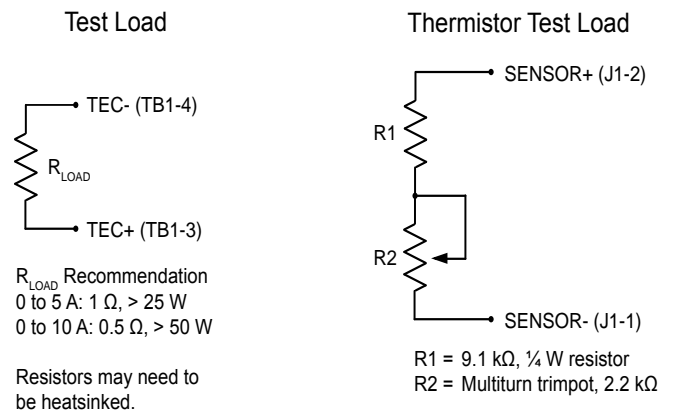 Test Load
TEC- (TB1-4)
R_LOAD
TEC+ (TB1-3)
R_LOAD Recommendation
0 to 5 A: 1 Ω, > 25 W
0 to 10 A: 0.5 Ω, > 50 W
Resistors may need to
be heatsinked.
Thermistor Test Load
SENSOR+ (J1-2)
R1
R2
SENSOR- (J1-1)
R1 = 9.1 kΩ, ¼ W resistor
R2 = Multiturn trimpot, 2.2 kΩ